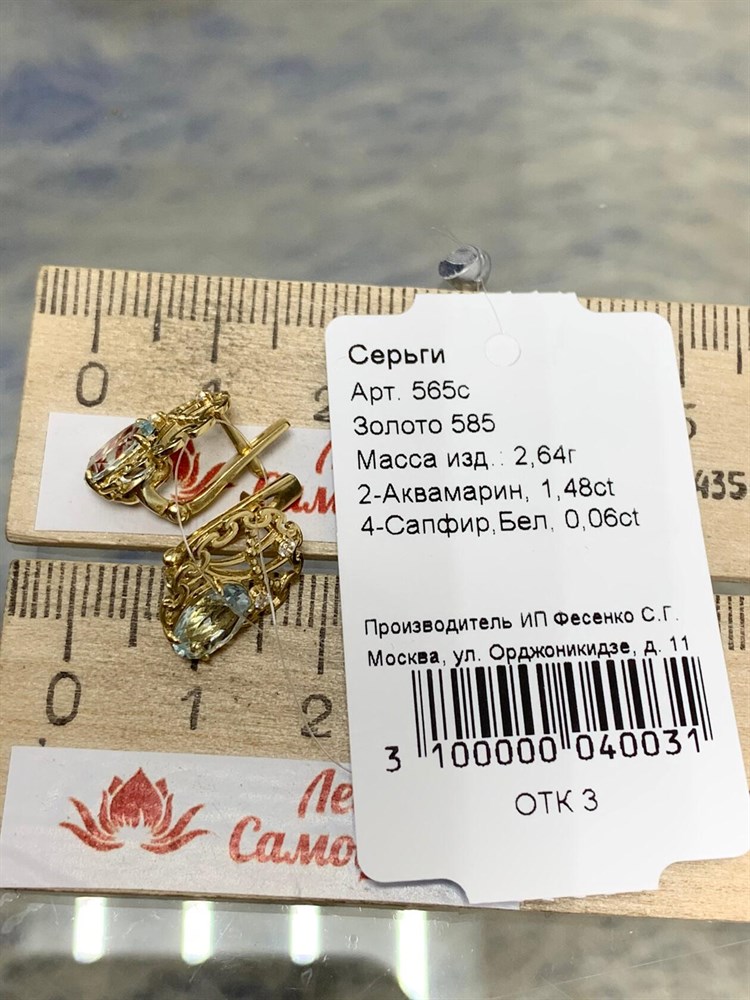 0 1 2 5
Серьги
Арт. 565с
Золото 585
Масса изд.: 2,64г
2-Аквамарин, 1,48ct
4-Сапфир,Бел, 0,06ct
435
Производитель ИП Фесенко С.Г.
Москва, ул. Орджоникидзе, д. 11
3 100000 040031
ОТК 3
0 1 2